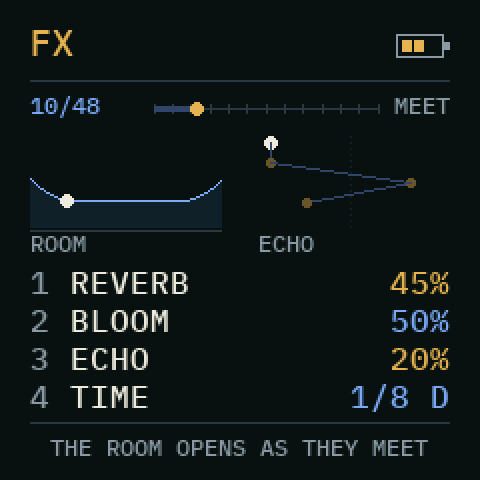 FX
10/48 MEET
ROOM ECHO
1 REVERB 45%
2 BLOOM 50%
3 ECHO 20%
4 TIME 1/8 D
THE ROOM OPENS AS THEY MEET